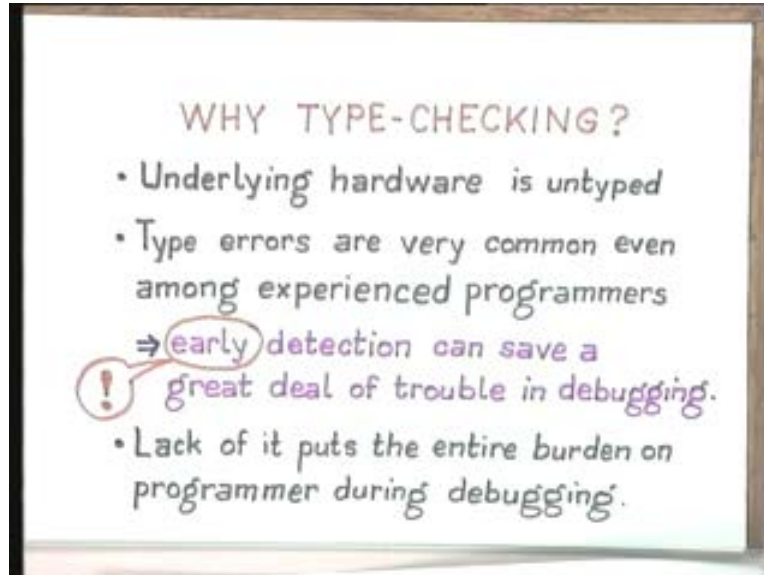 WHY TYPE-CHECKING?
• Underlying hardware is untyped
• Type errors are very common even
among experienced programmers
⇒ early detection can save a
! great deal of trouble in debugging.
• Lack of it puts the entire burden on
programmer during debugging.